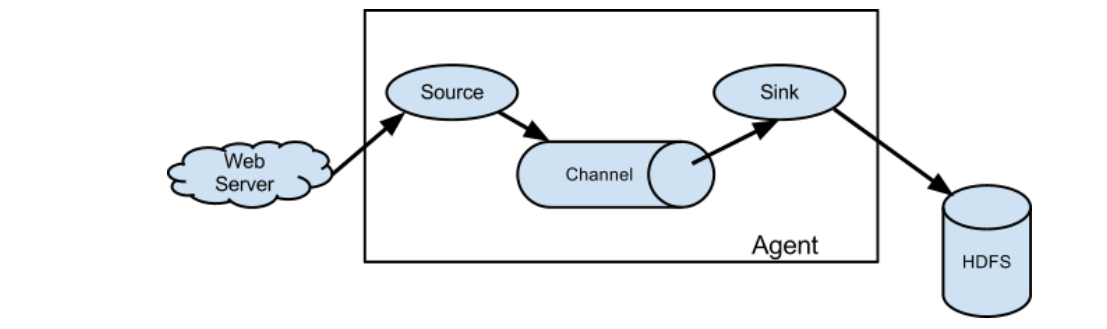 Source
Sink
Web
Server
Channel
Agent
HDFS